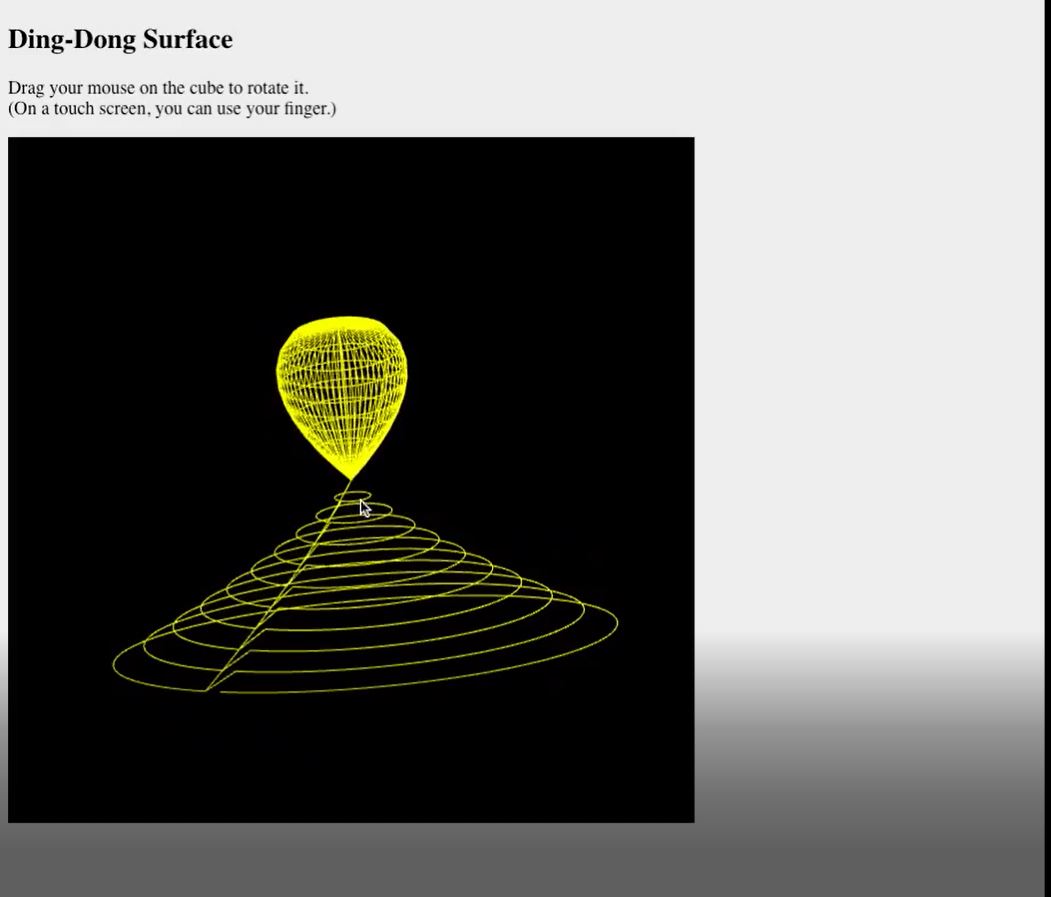 Ding-Dong Surface
Drag your mouse on the cube to rotate it.
(On a touch screen, you can use your finger.)